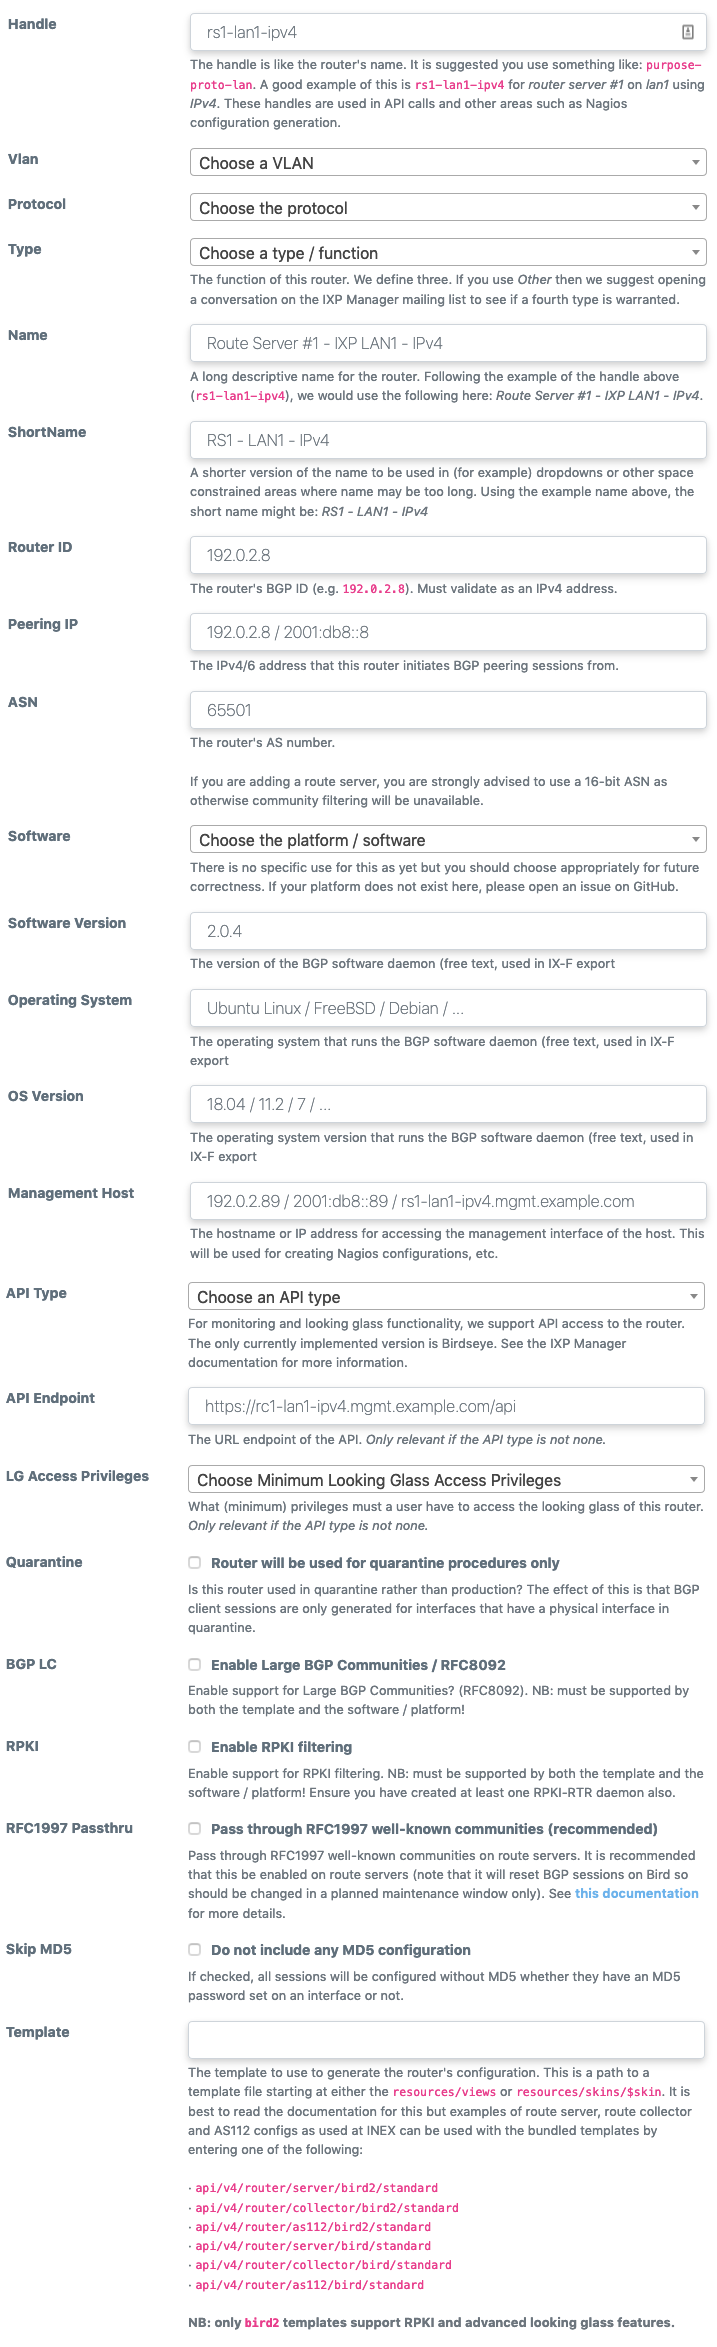 Handle
rs1-lan1-ipv4
The handle is like the router's name. It is suggested you use something like: purpose-
proto-lan. A good example of this is rs1-lan1-ipv4 for router server #1 on lan1 using
IPv4. These handles are used in API calls and other areas such as Nagios
configuration generation.
Vlan
Choose a VLAN
Protocol
Choose the protocol
Type
Choose a type / function
The function of this router. We define three. If you use Other then we suggest opening
a conversation on the IXP Manager mailing list to see if a fourth type is warranted.
Name
Route Server #1 - IXP LAN1 - IPv4
A long descriptive name for the router. Following the example of the handle above
(rs1-lan1-ipv4), we would use the following here: Route Server #1 - IXP LAN1 - IPv4.
ShortName
RS1 - LAN1 - IPv4
A shorter version of the name to be used in (for example) dropdowns or other space
constrained areas where name may be too long. Using the example name above, the
short name might be: RS1 - LAN1 - IPv4
Router ID
192.0.2.8
The router's BGP ID (e.g. 192.0.2.8). Must validate as an IPv4 address.
Peering IP
192.0.2.8 / 2001:db8::8
The IPv4/6 address that this router initiates BGP peering sessions from.
ASN
65501
The router's AS number.
If you are adding a route server, you are strongly advised to use a 16-bit ASN as
otherwise community filtering will be unavailable.
Software
Choose the platform / software
There is no specific use for this as yet but you should choose appropriately for future
correctness. If your platform does not exist here, please open an issue on GitHub.
Software Version
2.0.4
The version of the BGP software daemon (free text, used in IX-F export
Operating System
Ubuntu Linux / FreeBSD / Debian / ...
The operating system that runs the BGP software daemon (free text, used in IX-F
export
OS Version
18.04 / 11.2 / 7 / ...
The operating system version that runs the BGP software daemon (free text, used in
IX-F export
Management Host
192.0.2.89 / 2001:db8::89 / rs1-lan1-ipv4.mgmt.example.com
The hostname or IP address for accessing the management interface of the host. This
will be used for creating Nagios configurations, etc.
API Type
Choose an API type
For monitoring and looking glass functionality, we support API access to the router.
The only currently implemented version is Birdseye. See the IXP Manager
documentation for more information.
API Endpoint
https://rc1-lan1-ipv4.mgmt.example.com/api
The URL endpoint of the API. Only relevant if the API type is not none.
LG Access Privileges
Choose Minimum Looking Glass Access Privileges
What (minimum) privileges must a user have to access the looking glass of this router.
Only relevant if the API type is not none.
Quarantine
Router will be used for quarantine procedures only
Is this router used in quarantine rather than production? The effect of this is that BGP
client sessions are only generated for interfaces that have a physical interface in
quarantine.
BGP LC
Enable Large BGP Communities / RFC8092
Enable support for Large BGP Communities? (RFC8092). NB: must be supported by
both the template and the software / platform!
RPKI
Enable RPKI filtering
Enable support for RPKI filtering. NB: must be supported by both the template and the
software / platform! Ensure you have created at least one RPKI-RTR daemon also.
RFC1997 Passthru
Pass through RFC1997 well-known communities (recommended)
Pass through RFC1997 well-known communities on route servers. It is recommended
that this be enabled on route servers (note that it will reset BGP sessions on Bird so
should be changed in a planned maintenance window only). See this documentation
for more details.
Skip MD5
Do not include any MD5 configuration
If checked, all sessions will be configured without MD5 whether they have an MD5
password set on an interface or not.
Template
The template to use to generate the router's configuration. This is a path to a
template file starting at either the resources/views or resources/skins/$skin. It is
best to read the documentation for this but examples of route server, route collector
and AS112 configs as used at INEX can be used with the bundled templates by
entering one of the following:
· api/v4/router/server/bird2/standard
· api/v4/router/collector/bird2/standard
· api/v4/router/as112/bird2/standard
· api/v4/router/server/bird/standard
· api/v4/router/collector/bird/standard
· api/v4/router/as112/bird/standard
NB: only bird2 templates support RPKI and advanced looking glass features.